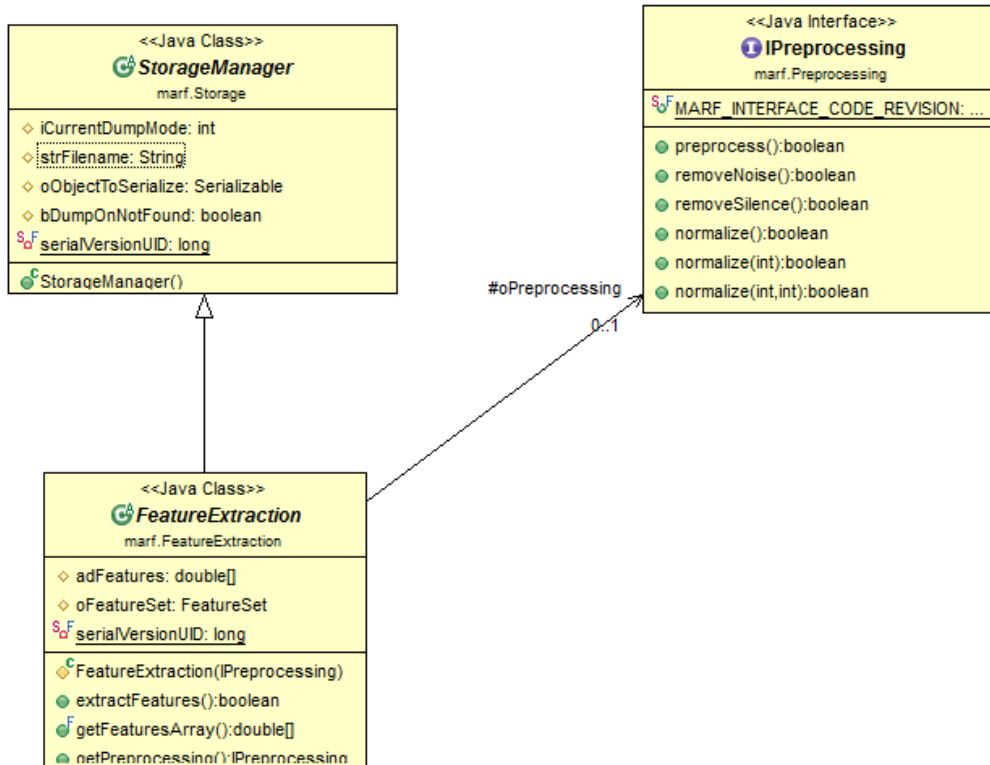 <<Java Class>>
StorageManager
marf.Storage
iCurrentDumpMode: int
strFilename: String
oObjectToSerialize: Serializable
bDumpOnNotFound: boolean
serialVersionUID: long
StorageManager()
<<Java Interface>>
IPreprocessing
marf.Preprocessing
MARF_INTERFACE_CODE_REVISION: ...
preprocess():boolean
removeNoise():boolean
removeSilence():boolean
normalize():boolean
normalize(int):boolean
normalize(int,int):boolean
#oPreprocessing
0..1
<<Java Class>>
FeatureExtraction
marf.FeatureExtraction
adFeatures: double[]
oFeatureSet: FeatureSet
serialVersionUID: long
FeatureExtraction(IPreprocessing)
extractFeatures():boolean
getFeaturesArray():double[]
getPreprocessing():IPreprocessing